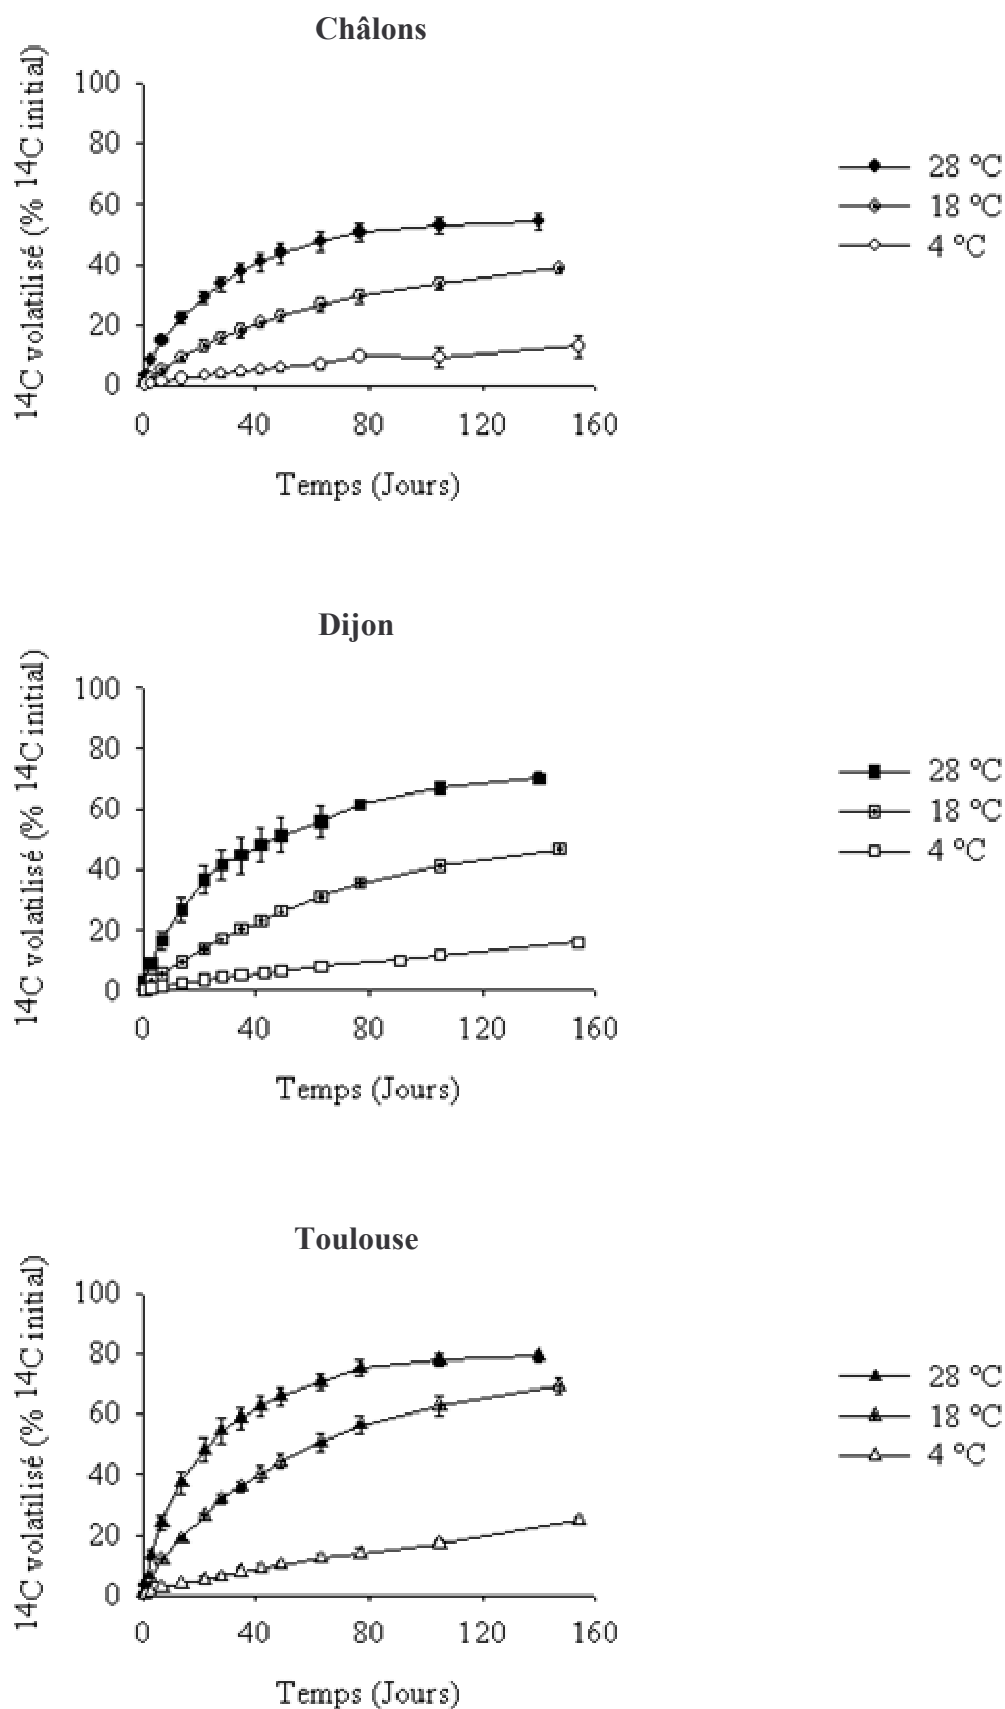 Châlons
14C volatilisé (% 14C initial)
100
80
60
40
20
0
0 40 80 120 160
Temps (Jours)
28 °C
18 °C
4 °C
Dijon
14C volatilisé (% 14C initial)
100
80
60
40
20
0
0 40 80 120 160
Temps (Jours)
28 °C
18 °C
4 °C
Toulouse
14C volatilisé (% 14C initial)
100
80
60
40
20
0
0 40 80 120 160
Temps (Jours)
28 °C
18 °C
4 °C